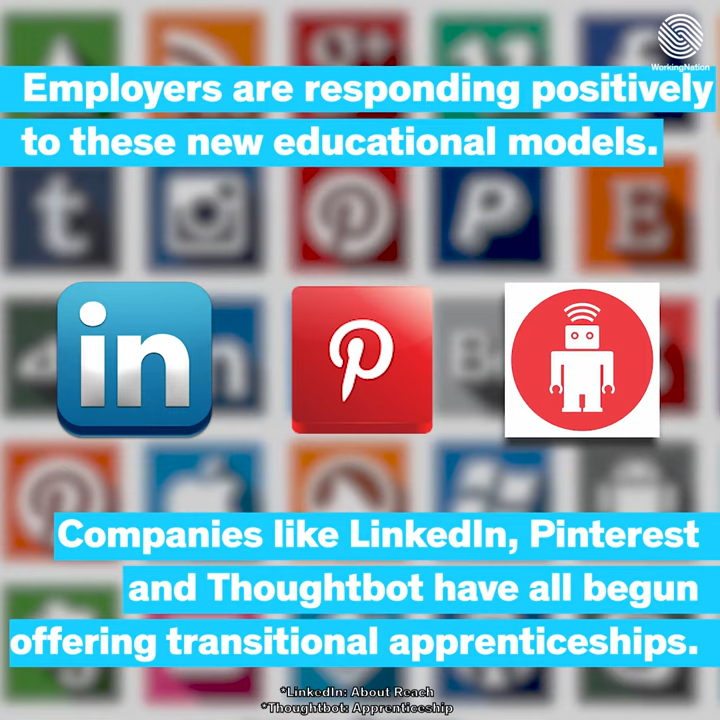 WorkingNation
Employers are responding positively
to these new educational models.
in
Companies like LinkedIn, Pinterest
and Thoughtbot have all begun
offering transitional apprenticeships.
*LinkedIn: About Reach
*Thoughtbot: Apprenticeship